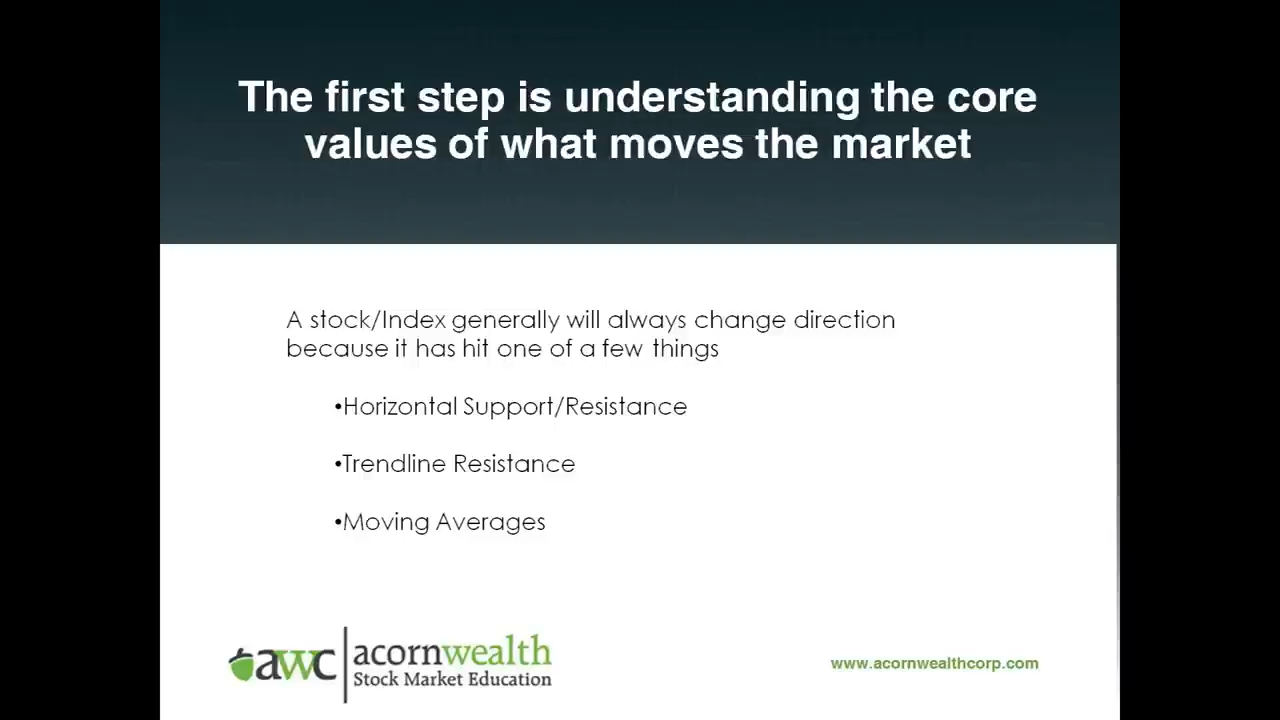 The first step is understanding the core
values of what moves the market
A stock/Index generally will always change direction
because it has hit one of a few things
•Horizontal Support/Resistance
•Trendline Resistance
•Moving Averages
awc
acornwealth
Stock Market Education
www.acornwealthcorp.com